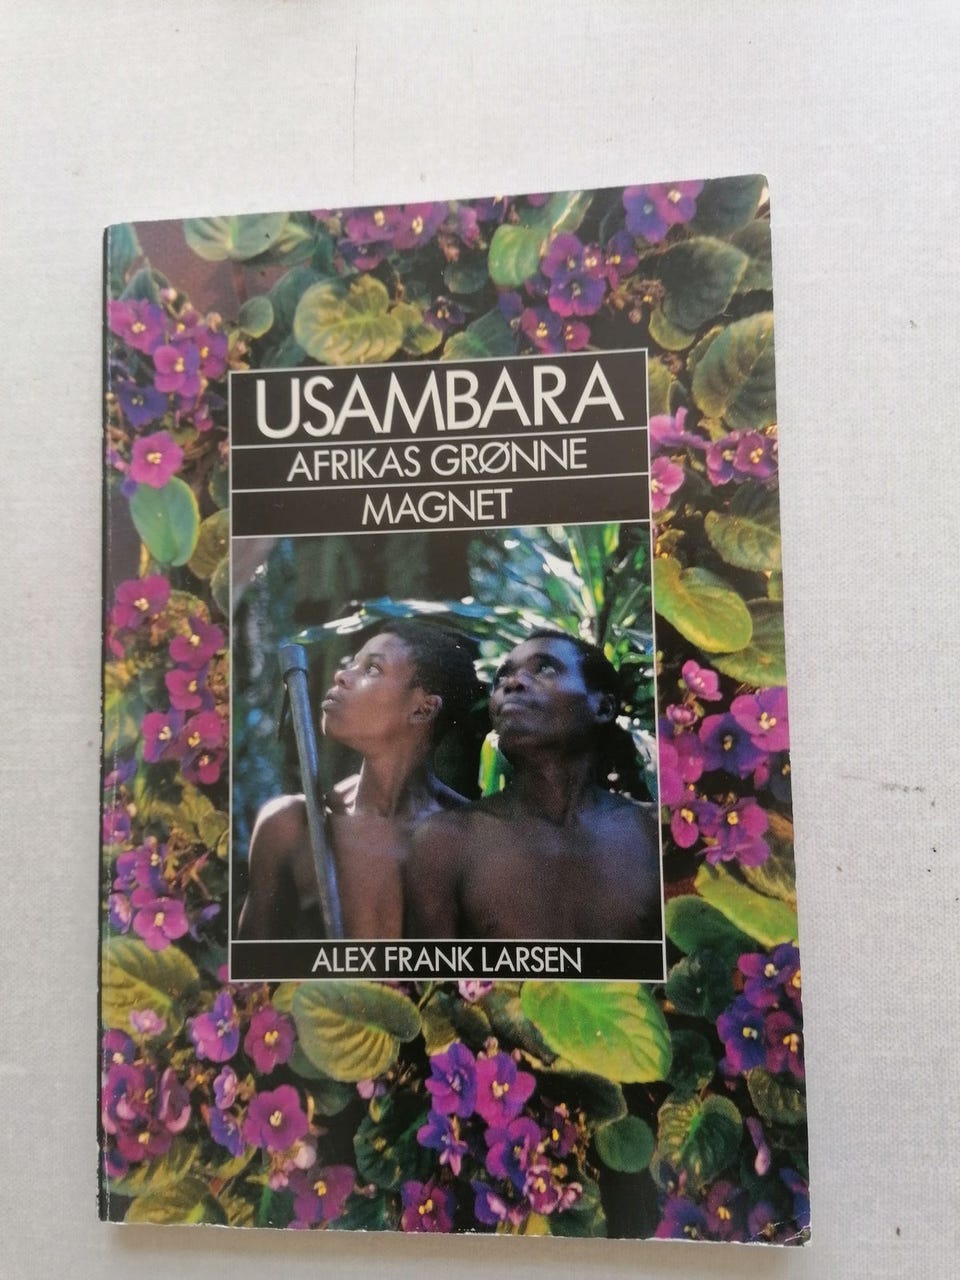 USAMBARA
AFRIKAS GRØNNE
MAGNET
ALEX FRANK LARSEN